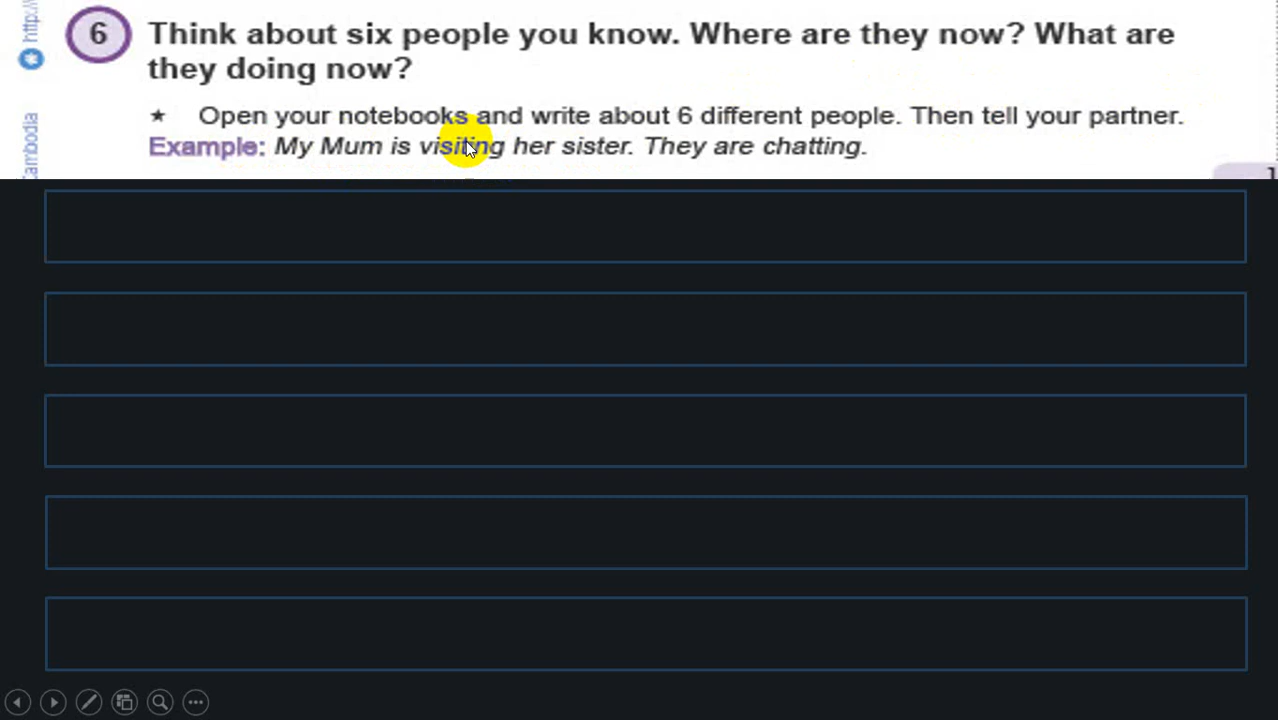 6 Think about six people you know. Where are they now? What are
they doing now?
★ Open your notebooks and write about 6 different people. Then tell your partner.
Example: My Mum is visiting her sister. They are chatting.
http://
Cambodia